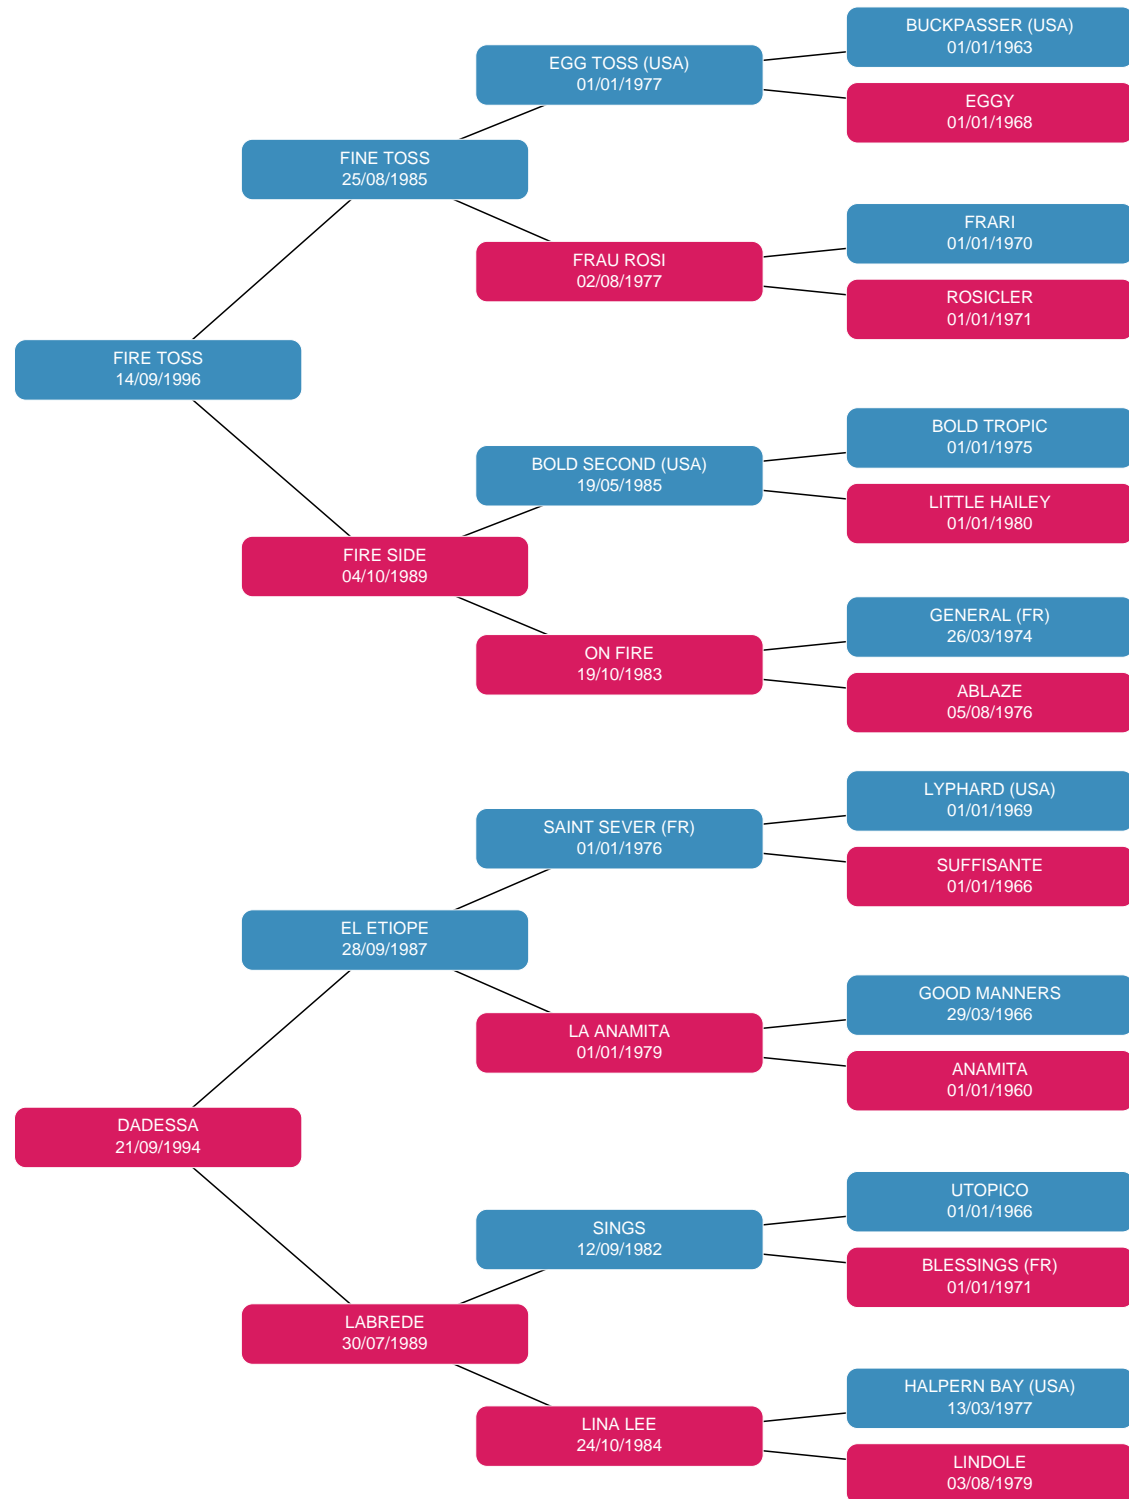 BUCKPASSER (USA)
01/01/1963
EGG TOSS (USA)
01/01/1977
EGGY
01/01/1968
FINE TOSS
25/08/1985
FRARI
01/01/1970
FRAU ROSI
02/08/1977
ROSICLER
01/01/1971
FIRE TOSS
14/09/1996
BOLD TROPIC
01/01/1975
BOLD SECOND (USA)
19/05/1985
LITTLE HAILEY
01/01/1980
FIRE SIDE
04/10/1989
GENERAL (FR)
26/03/1974
ON FIRE
19/10/1983
ABLAZE
05/08/1976
LYPHARD (USA)
01/01/1969
SAINT SEVER (FR)
01/01/1976
SUFFISANTE
01/01/1966
EL ETIOPE
28/09/1987
GOOD MANNERS
29/03/1966
LA ANAMITA
01/01/1979
ANAMITA
01/01/1960
DADESSA
21/09/1994
UTOPICO
01/01/1966
SINGS
12/09/1982
BLESSINGS (FR)
01/01/1971
LABREDE
30/07/1989
HALPERN BAY (USA)
13/03/1977
LINA LEE
24/10/1984
LINDOLE
03/08/1979